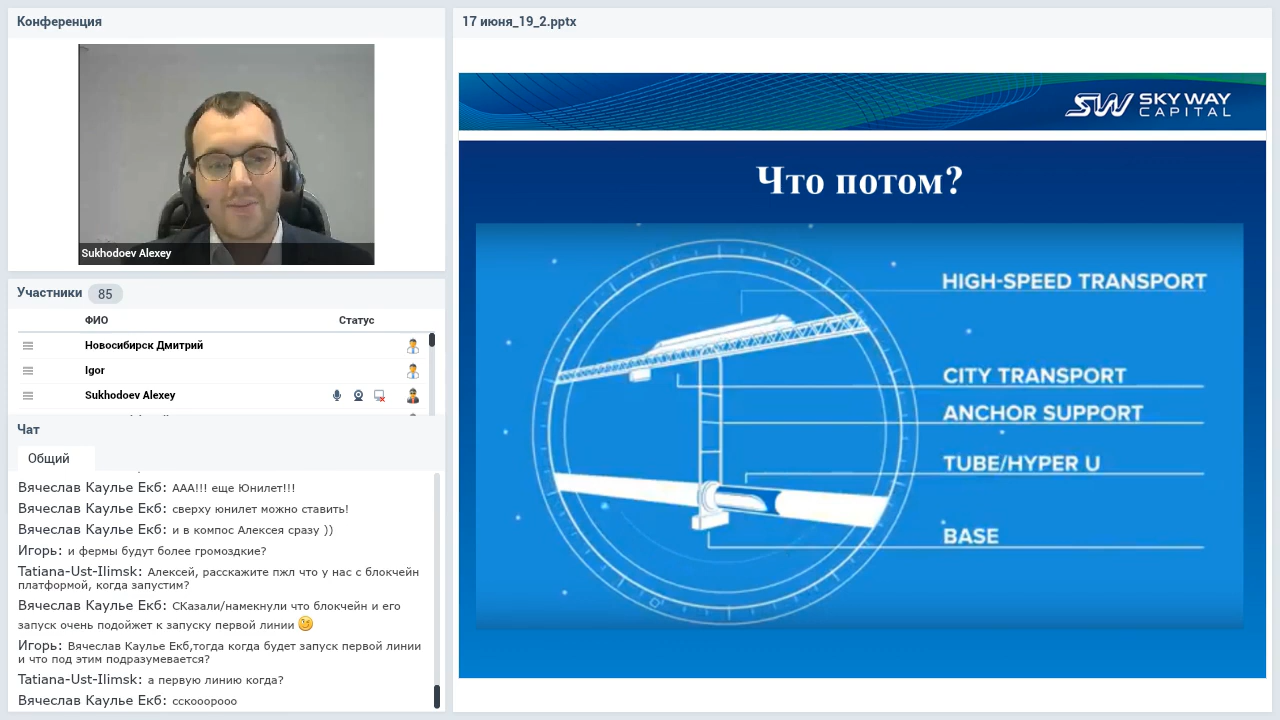 Конференция
Sukhodoev Alexey
Участники 85
ФИО Статус
Новосибирск Дмитрий
Igor
Sukhodoev Alexey
Чат
Общий
Вячеслав Каулье Екб: ААА!!! еще Юнилет!!!
Вячеслав Каулье Екб: сверху юнилет можно ставить!
Вячеслав Каулье Екб: и в компос Алексея сразу ))
Игорь: и фермы будут более громоздкие?
Tatiana-Ust-Ilimsk: Алексей, расскажите пжл что у нас с блокчейн
платформой, когда запустим?
Вячеслав Каулье Екб: СКазали/намекнули что блокчейн и его
запуск очень подойжет к запуску первой линии
Игорь: Вячеслав Каулье Екб,тогда когда будет запуск первой линии
и что под этим подразумевается?
Tatiana-Ust-Ilimsk: а первую линию когда?
Вячеслав Каулье Екб: сскооорооо
17 июня_19_2.pptx
SW SKY WAY
CAPITAL
Что потом?
HIGH-SPEED TRANSPORT
CITY TRANSPORT
ANCHOR SUPPORT
TUBE/HYPER U
BASE